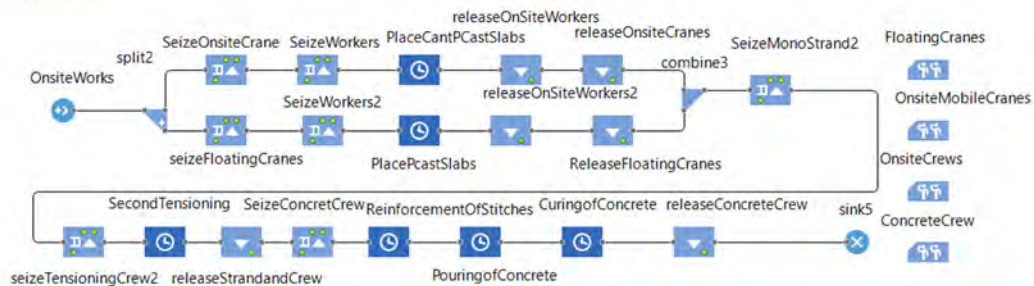 releaseOnSiteWorkers
split2
SeizeOnsiteCrane
SeizeWorkers
PlaceCantPCastSlabs
releaseOnsiteCranes
SeizeMonoStrand2
FloatingCranes
combine3
OnsiteWorks
SeizeWorkers2
releaseOnSiteWorkers2
OnsiteMobileCranes
seizeFloatingCranes
PlacePcastSlabs
ReleaseFloatingCranes
OnsiteCrews
SecondTensioning
SeizeConcretCrew
ReinforcementOfStitches
CuringofConcrete
releaseConcreteCrew
sink5
ConcreteCrew
seizeTensioningCrew2
releaseStrandandCrew
PouringofConcrete